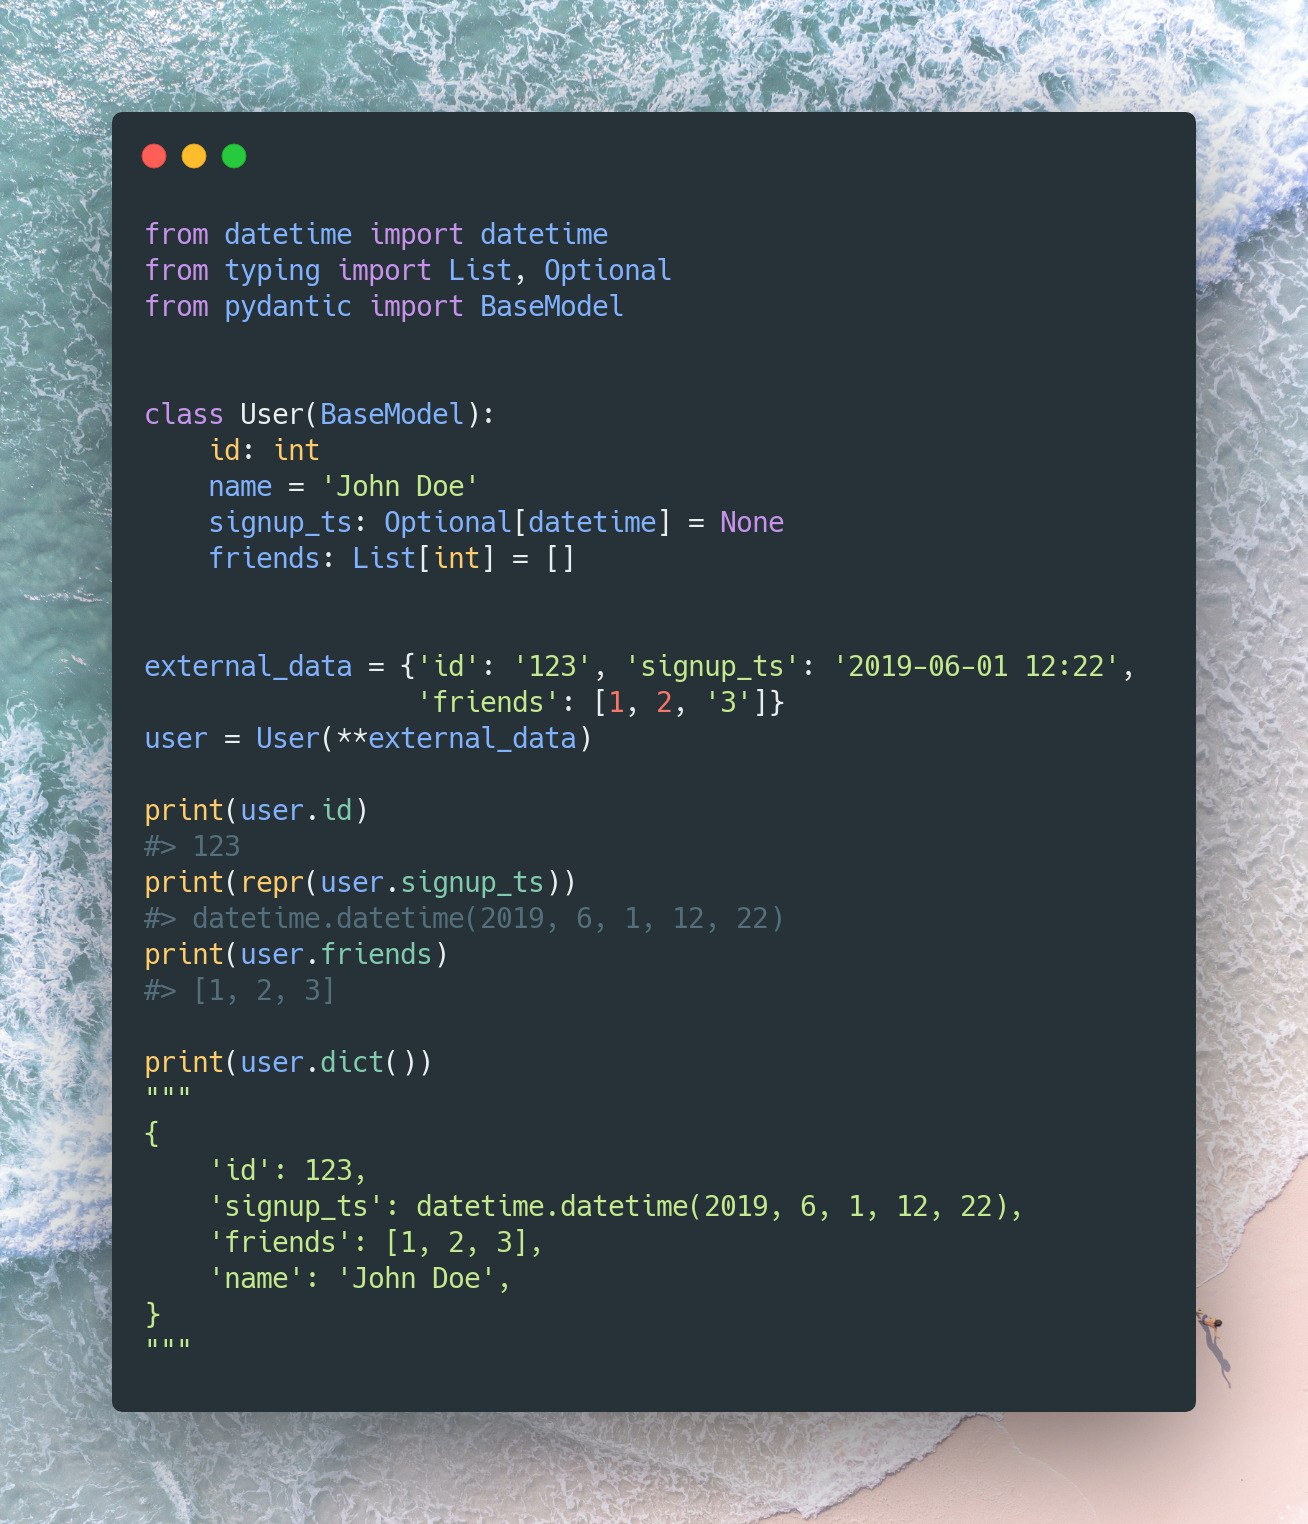 from datetime import datetime
from typing import List, Optional
from pydantic import BaseModel
class User(BaseModel):
    id: int
    name = 'John Doe'
    signup_ts: Optional[datetime] = None
    friends: List[int] = []
external_data = {'id': '123', 'signup_ts': '2019-06-01 12:22',
                 'friends': [1, 2, '3']}
user = User(**external_data)
print(user.id)
#> 123
print(repr(user.signup_ts))
#> datetime.datetime(2019, 6, 1, 12, 22)
print(user.friends)
#> [1, 2, 3]
print(user.dict())
"""
{
    'id': 123,
    'signup_ts': datetime.datetime(2019, 6, 1, 12, 22),
    'friends': [1, 2, 3],
    'name': 'John Doe',
}
"""